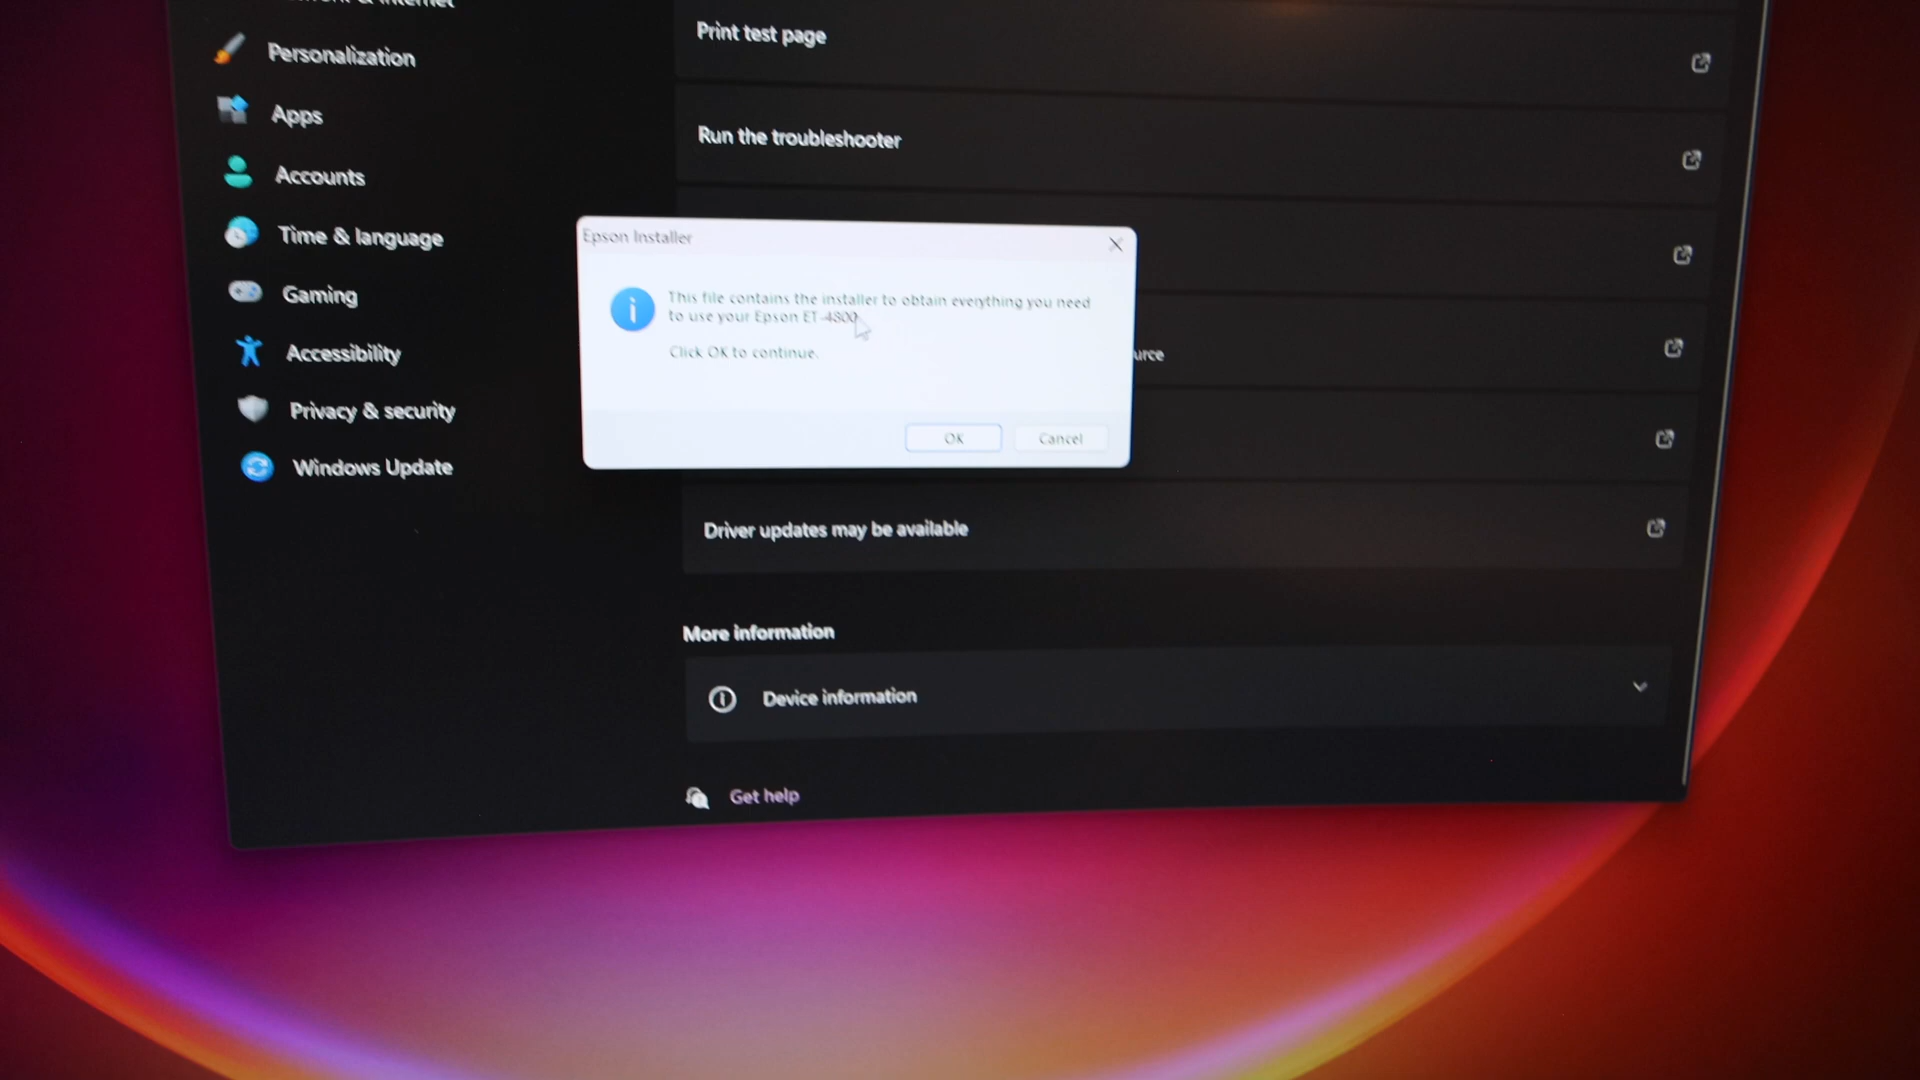 Print test page
Personalization
Apps
Run the troubleshooter
Accounts
Time & language
Gaming
Accessibility
Privacy & security
Windows Update
Epson Installer
This file contains the installer to obtain everything you need
to use your Epson ET-4800
Click OK to continue.
OK
Cancel
urce
Driver updates may be available
More information
Device information
Get help